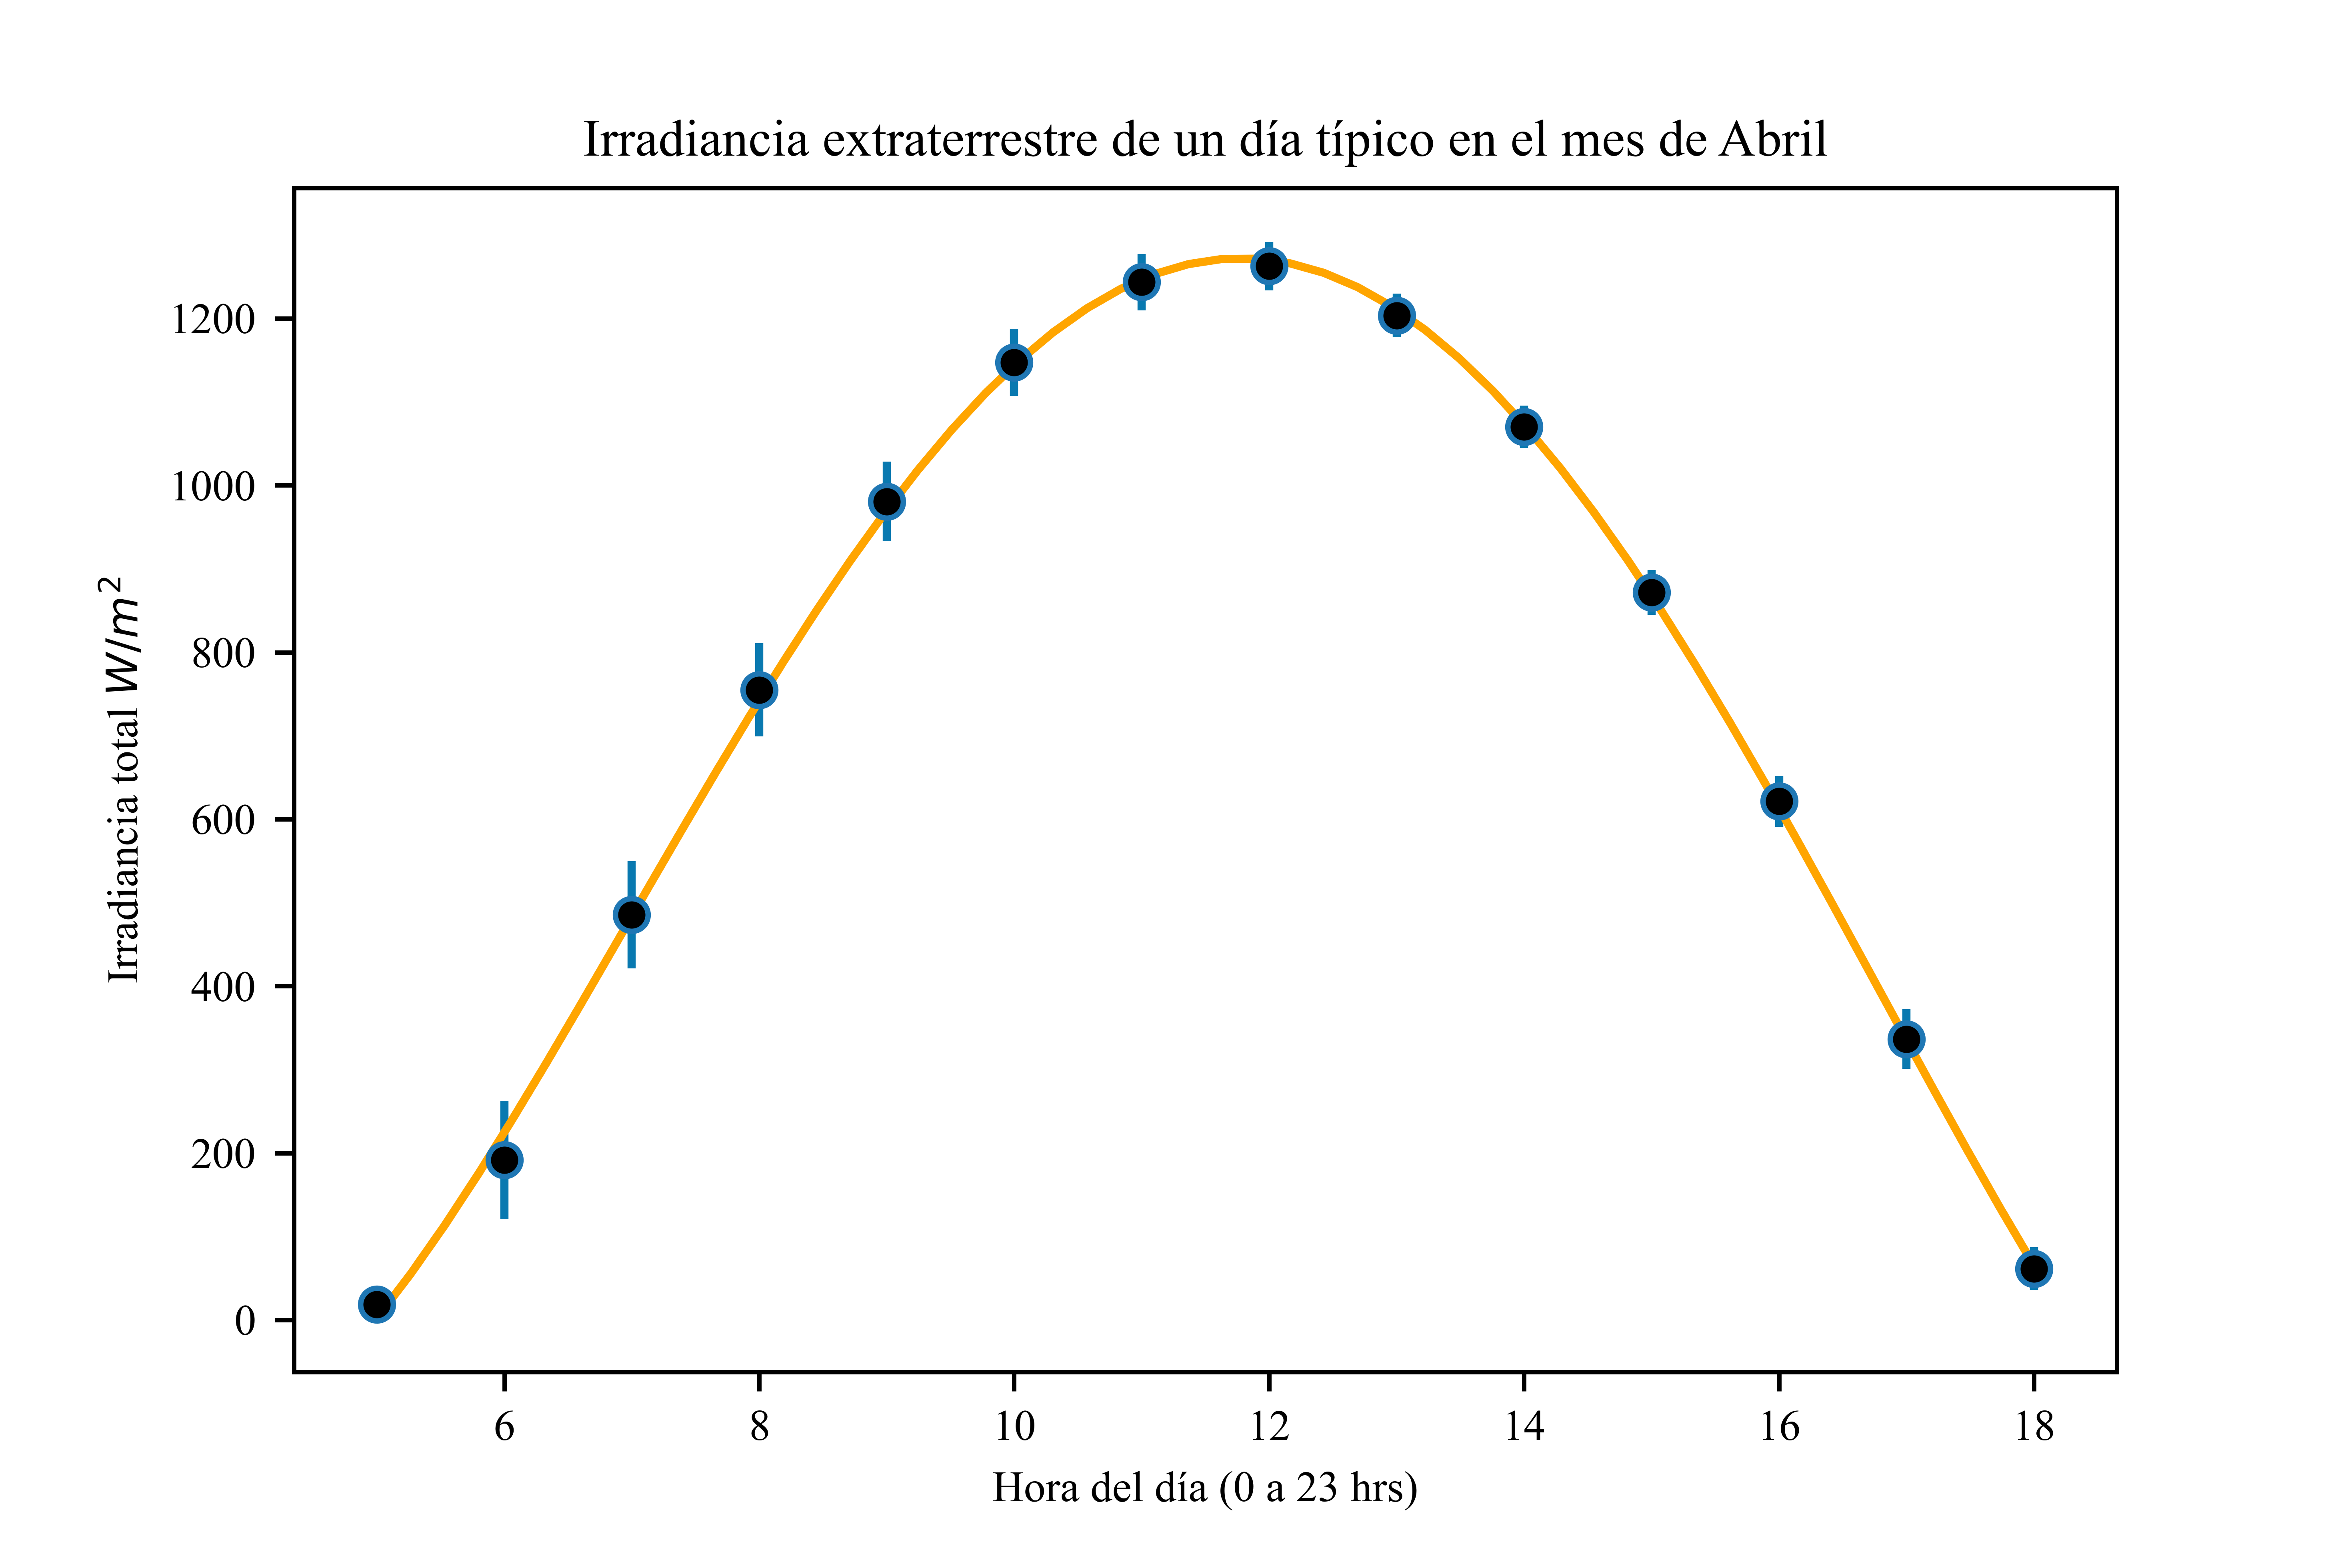 Irradiancia extraterrestre de un día típico en el mes de Abril
Irradiancia total W/m²
1200
1000
800
600
400
200
0
6 8 10 12 14 16 18
Hora del día (0 a 23 hrs)